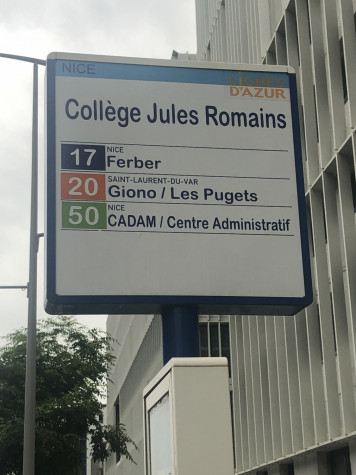 NICE
D'AZUR
Collège Jules Romains
NICE
17 Ferber
SAINT-LAURENT-DU-VAR
20 Giono / Les Pugets
NICE
50 CADAM / Centre Administratif